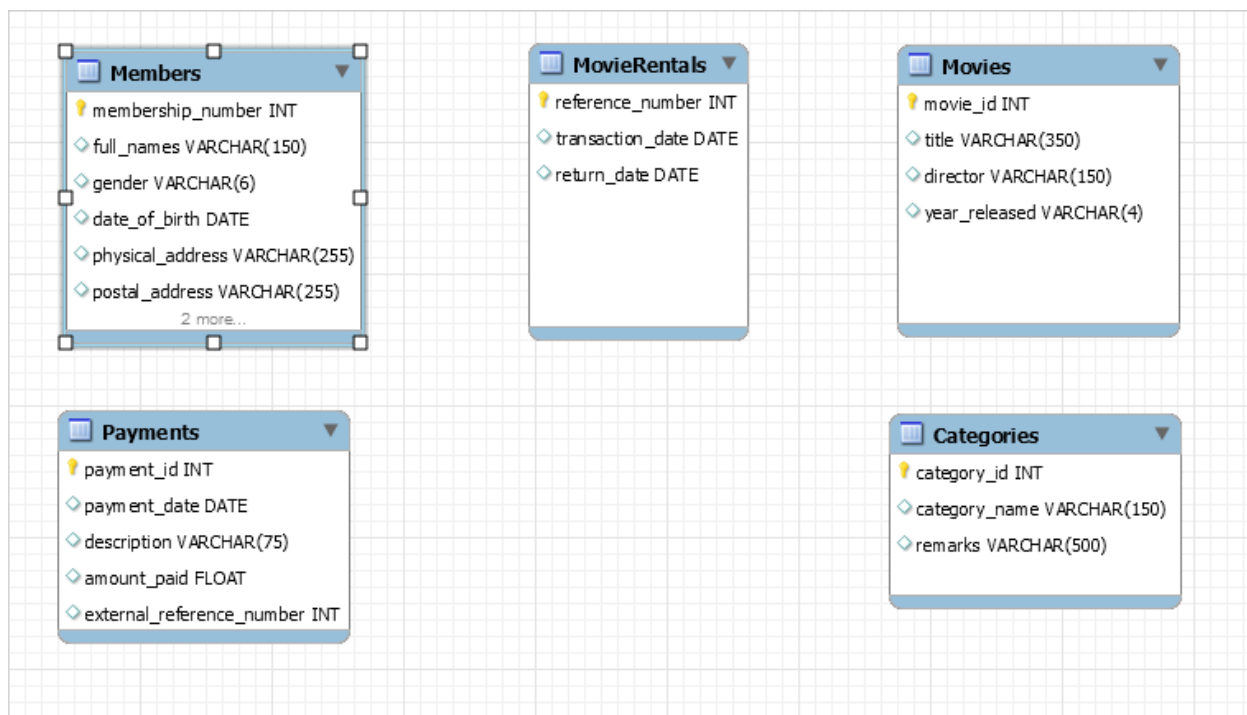 Members
membership_number INT
full_names VARCHAR(150)
gender VARCHAR(6)
date_of_birth DATE
physical_address VARCHAR(255)
postal_address VARCHAR(255)
2 more...
MovieRentals
reference_number INT
transaction_date DATE
return_date DATE
Movies
movie_id INT
title VARCHAR(350)
director VARCHAR(150)
year_released VARCHAR(4)
Payments
payment_id INT
payment_date DATE
description VARCHAR(75)
amount_paid FLOAT
external_reference_number INT
Categories
category_id INT
category_name VARCHAR(150)
remarks VARCHAR(500)